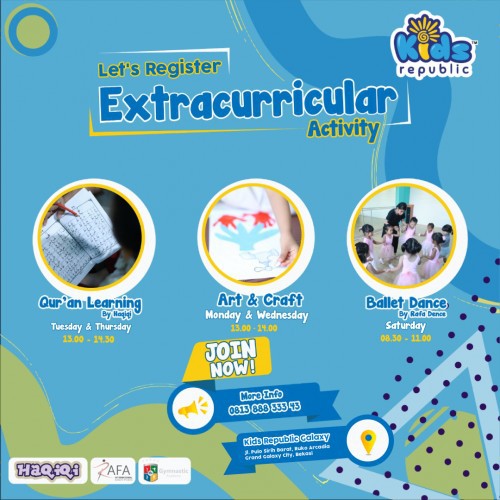 Kids
republic
Let's Register
Extracurricular
Activity
Qur'an Learning
By Haqiqi
Tuesday & Thursday
13.00 - 14.30
Art & Craft
Monday & Wednesday
13.00 - 14.00
Ballet Dance
By Rafa Dance
Saturday
08.30 - 11.00
JOIN
NOW!
More Info
0813 888 333 43
Kids Republic Galaxy
Jl. Pulo Sirih Barat, Ruko Arcadia
Grand Galaxy City, Bekasi
HaQiQi
RAFA
Gymnastic